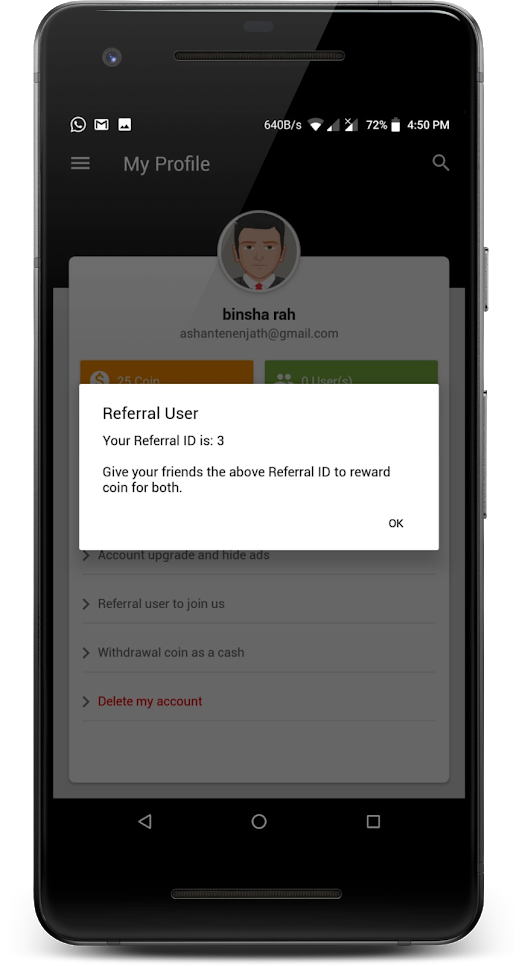 640B/s 72% 4:50 PM
My Profile
binsha rah
ashantenenjath@gmail.com
25 Coin
0 User(s)
Referral User
Your Referral ID is: 3
Give your friends the above Referral ID to reward
coin for both.
OK
Account upgrade and hide ads
Referral user to join us
Withdrawal coin as a cash
Delete my account